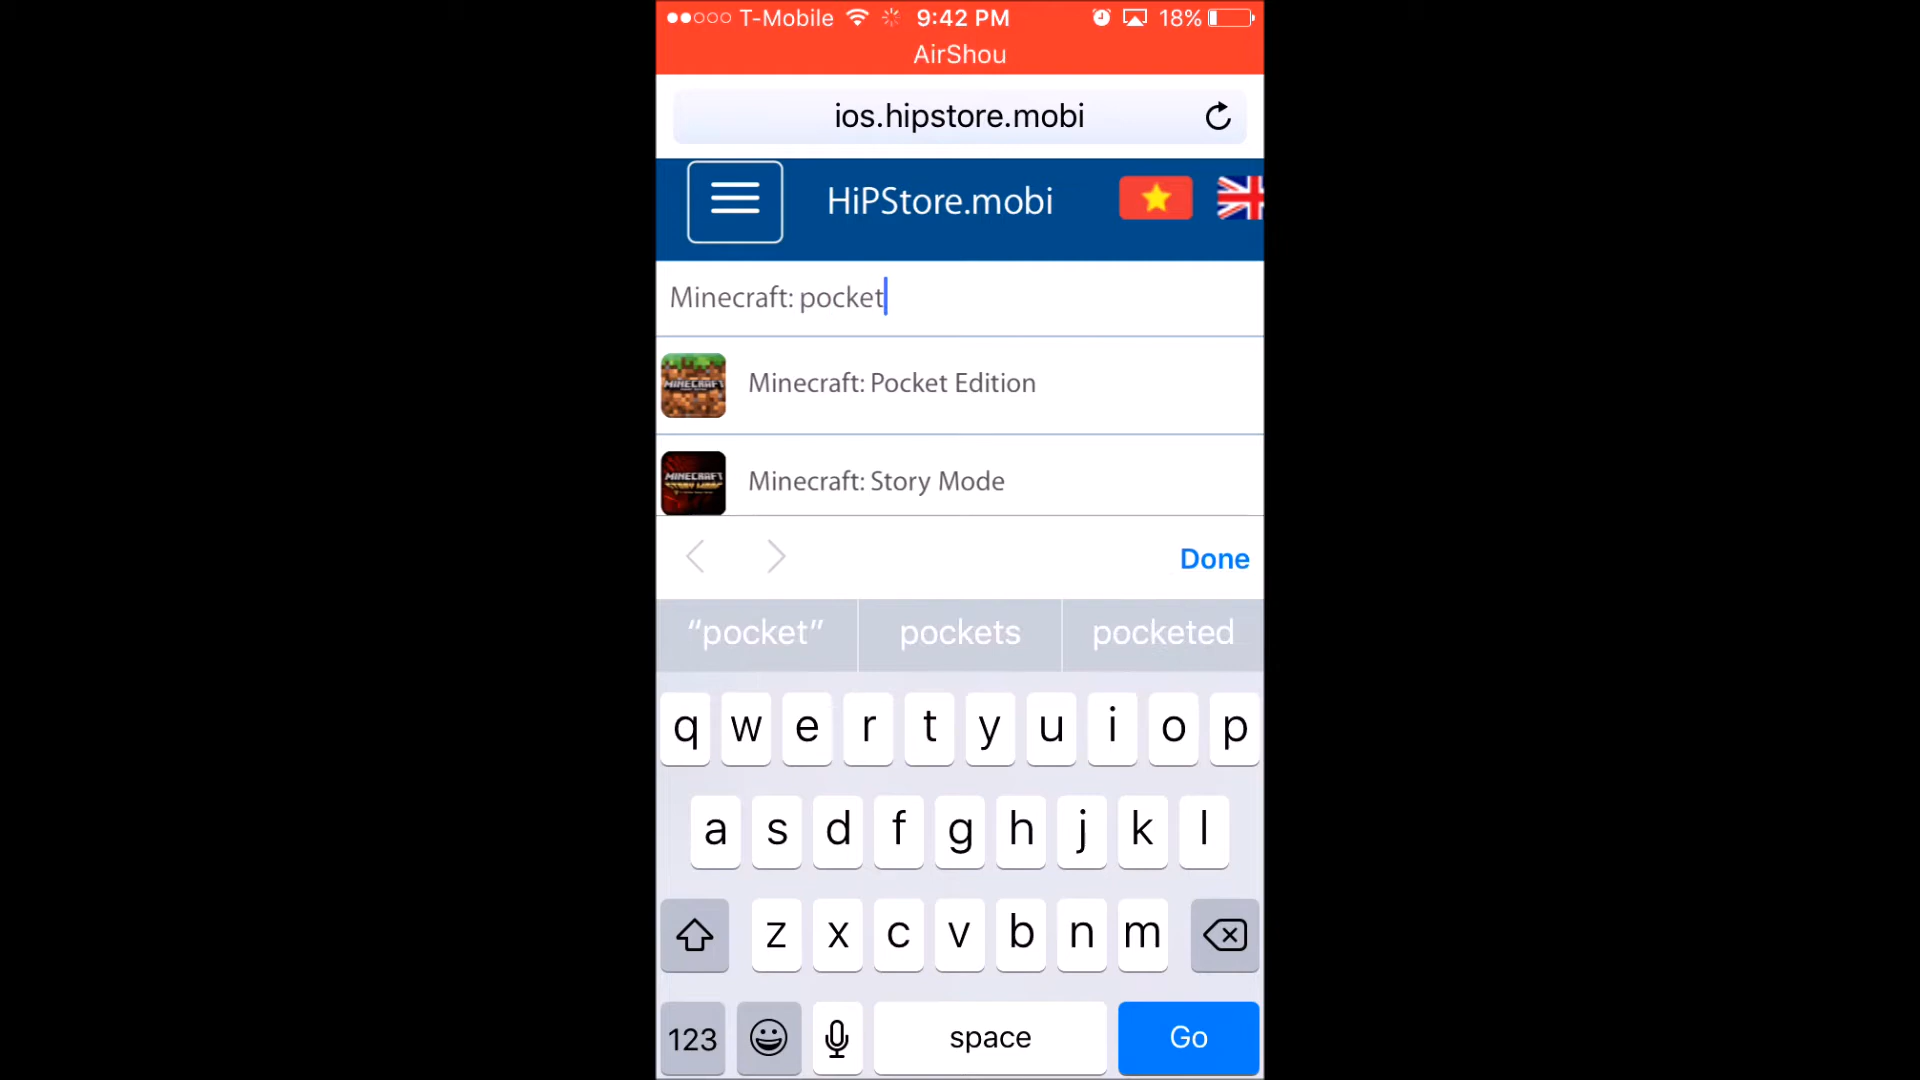 T-Mobile 9:42 PM 18%
AirShou
ios.hipstore.mobi
HiPStore.mobi
Minecraft: pocket
Minecraft: Pocket Edition
Minecraft: Story Mode
Done
“pocket” pockets pocketed
q w e r t y u i o p
a s d f g h j k l
z x c v b n m
123 space Go